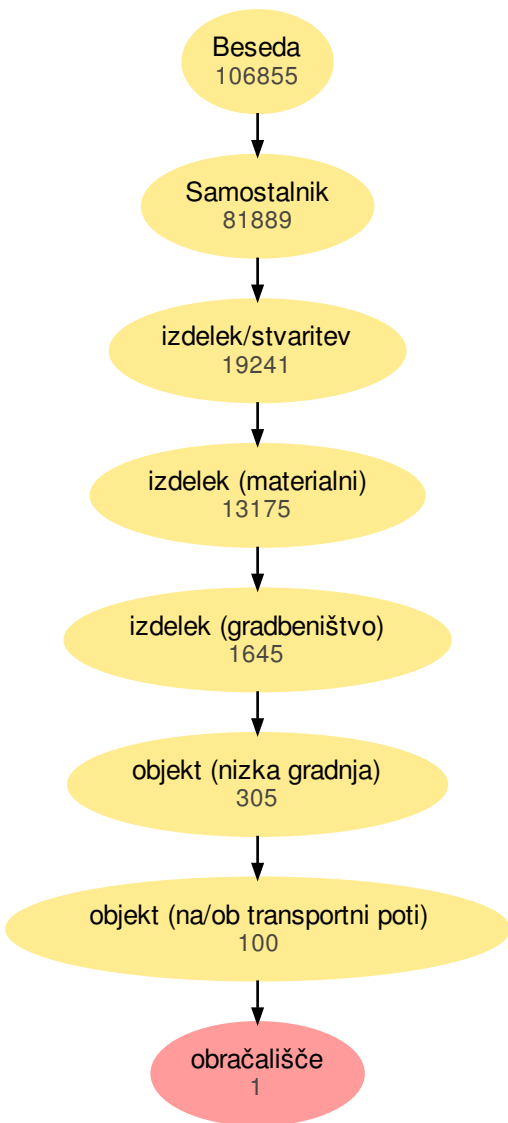 Beseda
106855
Samostalnik
81889
izdelek/stvaritev
19241
izdelek (materialni)
13175
izdelek (gradbeništvo)
1645
objekt (nizka gradnja)
305
objekt (na/ob transportni poti)
100
obračališče
1